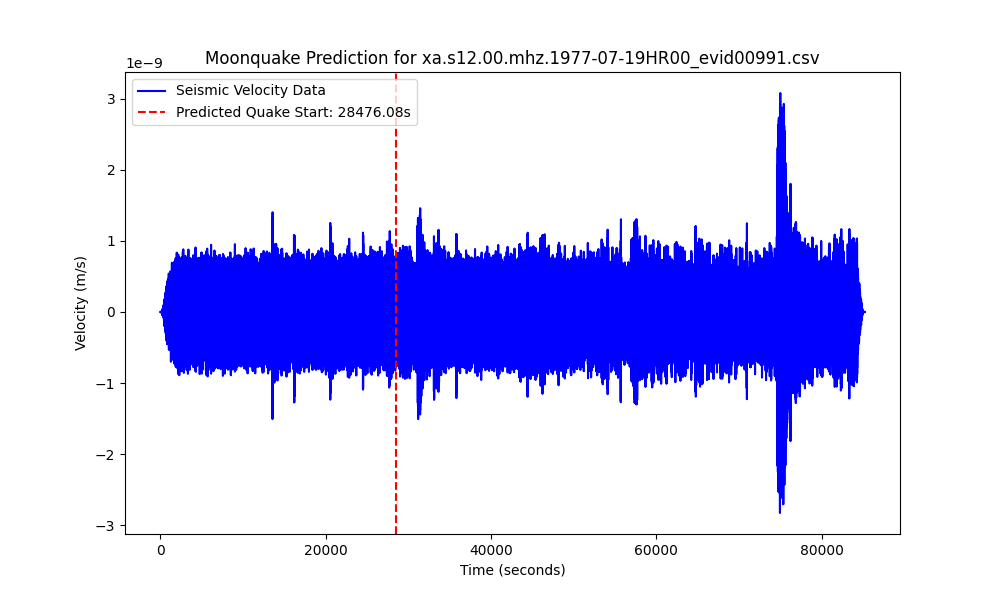 Moonquake Prediction for xa.s12.00.mhz.1977-07-19HR00_evid00991.csv
1e−9
Seismic Velocity Data
Predicted Quake Start: 28476.08s
3
2
1
0
−1
−2
−3
Velocity (m/s)
0 20000 40000 60000 80000
Time (seconds)